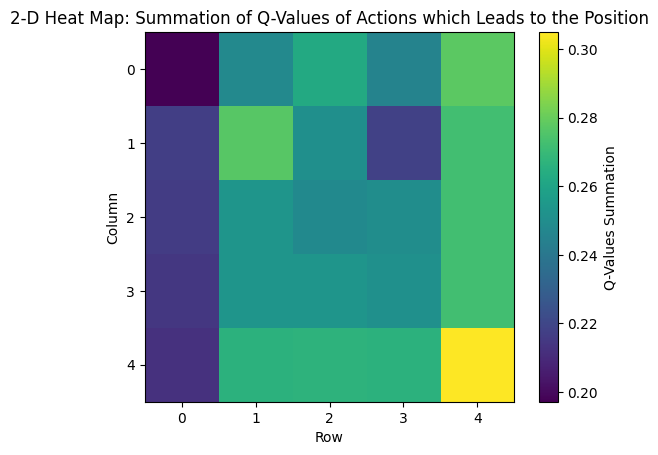 2-D Heat Map: Summation of Q-Values of Actions which Leads to the Position
0
1
2
3
4
Column
0 1 2 3 4
Row
0.30
0.28
0.26
0.24
0.22
0.20
Q-Values Summation